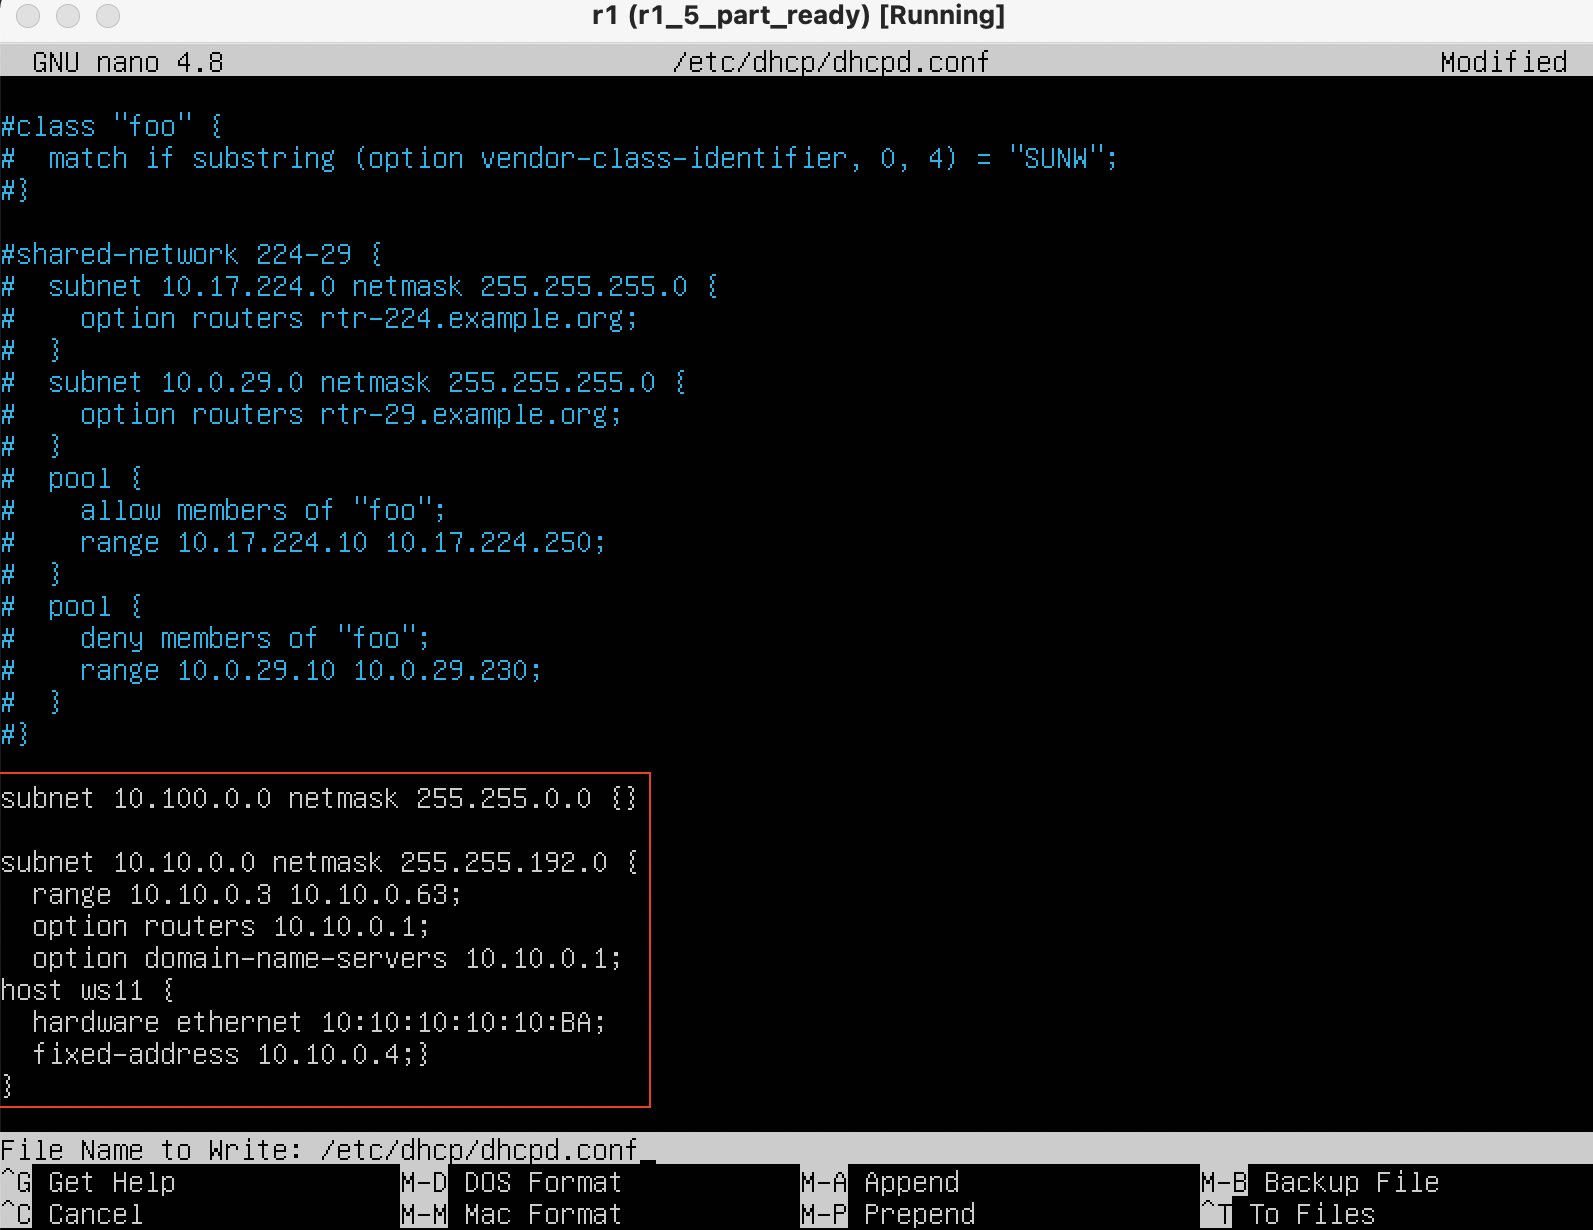 r1 (r1_5_part_ready) [Running]
GNU nano 4.8 /etc/dhcp/dhcpd.conf Modified
#class "foo" {
#  match if substring (option vendor-class-identifier, 0, 4) = "SUNW";
#}
#shared-network 224-29 {
#  subnet 10.17.224.0 netmask 255.255.255.0 {
#    option routers rtr-224.example.org;
#  }
#  subnet 10.0.29.0 netmask 255.255.255.0 {
#    option routers rtr-29.example.org;
#  }
#  pool {
#    allow members of "foo";
#    range 10.17.224.10 10.17.224.250;
#  }
#  pool {
#    deny members of "foo";
#    range 10.0.29.10 10.0.29.230;
#  }
#}
subnet 10.100.0.0 netmask 255.255.0.0 {}
subnet 10.10.0.0 netmask 255.255.192.0 {
  range 10.10.0.3 10.10.0.63;
  option routers 10.10.0.1;
  option domain-name-servers 10.10.0.1;
host ws11 {
  hardware ethernet 10:10:10:10:10:BA;
  fixed-address 10.10.0.4;}
}
File Name to Write: /etc/dhcp/dhcpd.conf
^G Get Help M-D DOS Format M-A Append M-B Backup File
^C Cancel M-M Mac Format M-P Prepend ^T To Files